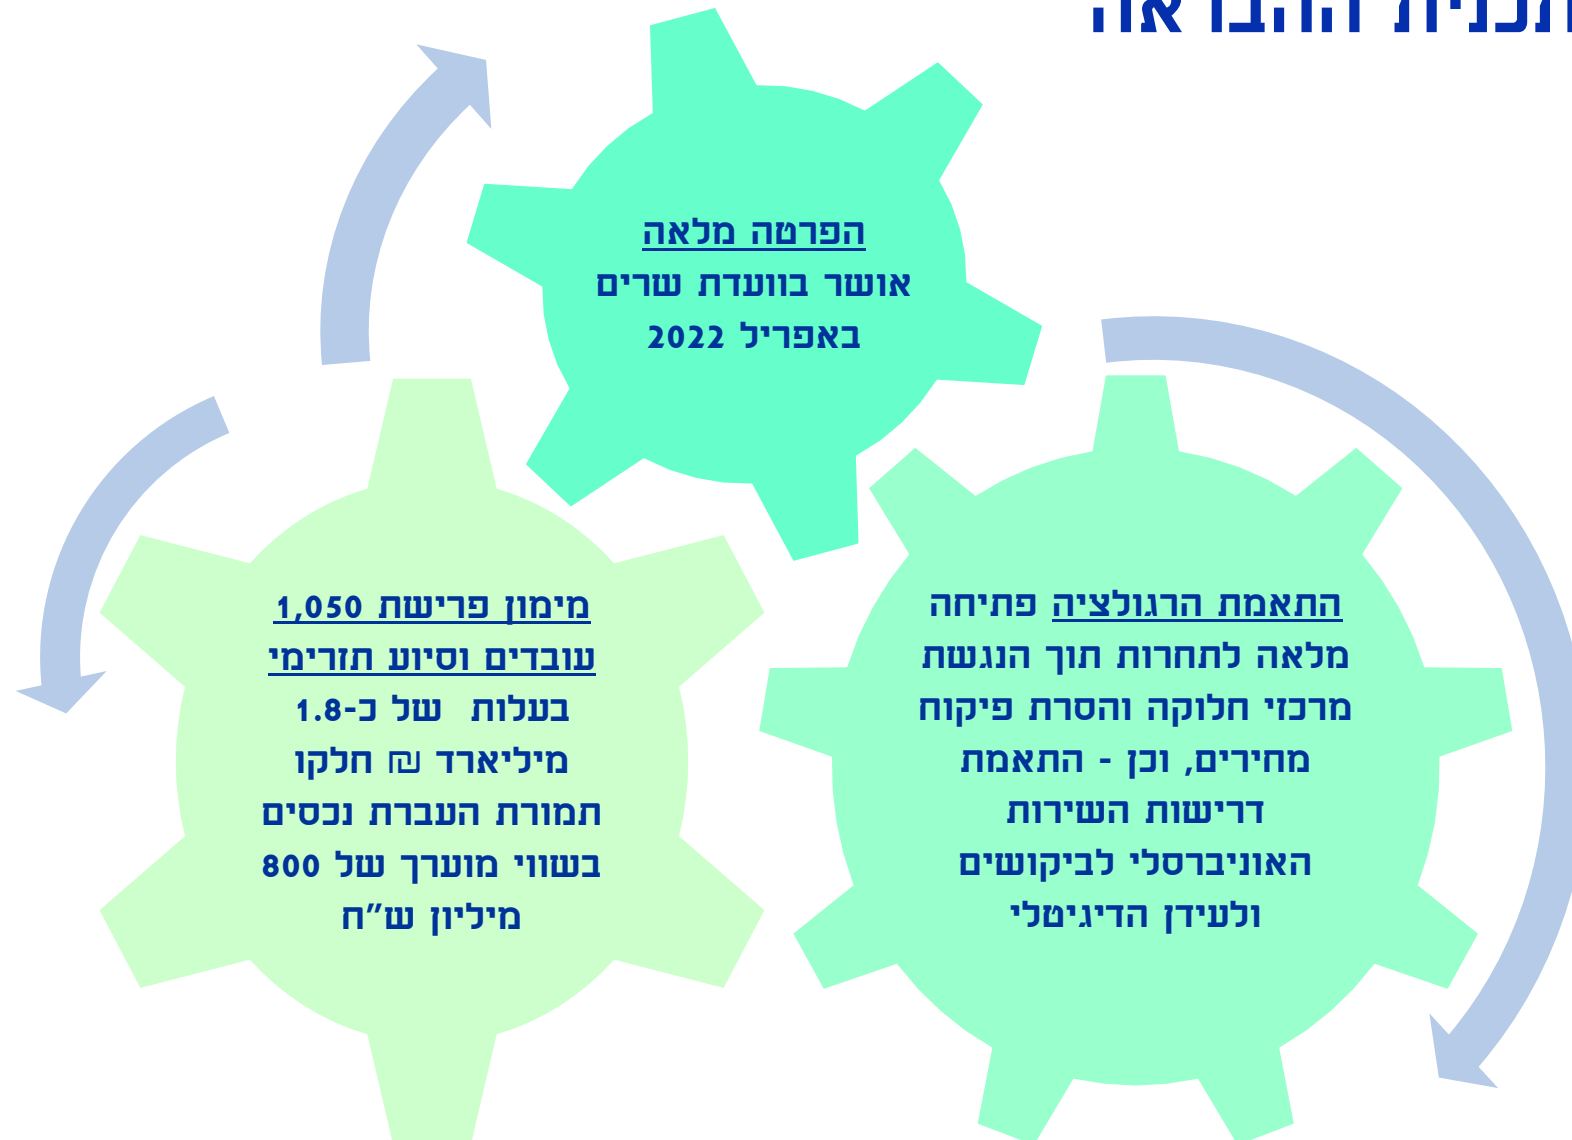 תכנית ההבראה
הפרטה מלאה
אושר בוועדת שרים
באפריל 2022
התאמת הרגולציה פתיחה
מלאה לתחרות תוך הנגשת
מרכזי חלוקה והסרת פיקוח
מחירים, וכן - התאמת
דרישות השירות
האוניברסלי לביקושים
ולעידן הדיגיטלי
מימון פרישת 1,050
עובדים וסיוע תזרימי
בעלות של כ-1.8
מיליארד ₪ חלקו
תמורת העברת נכסים
בשווי מוערך של 800
מיליון ש"ח